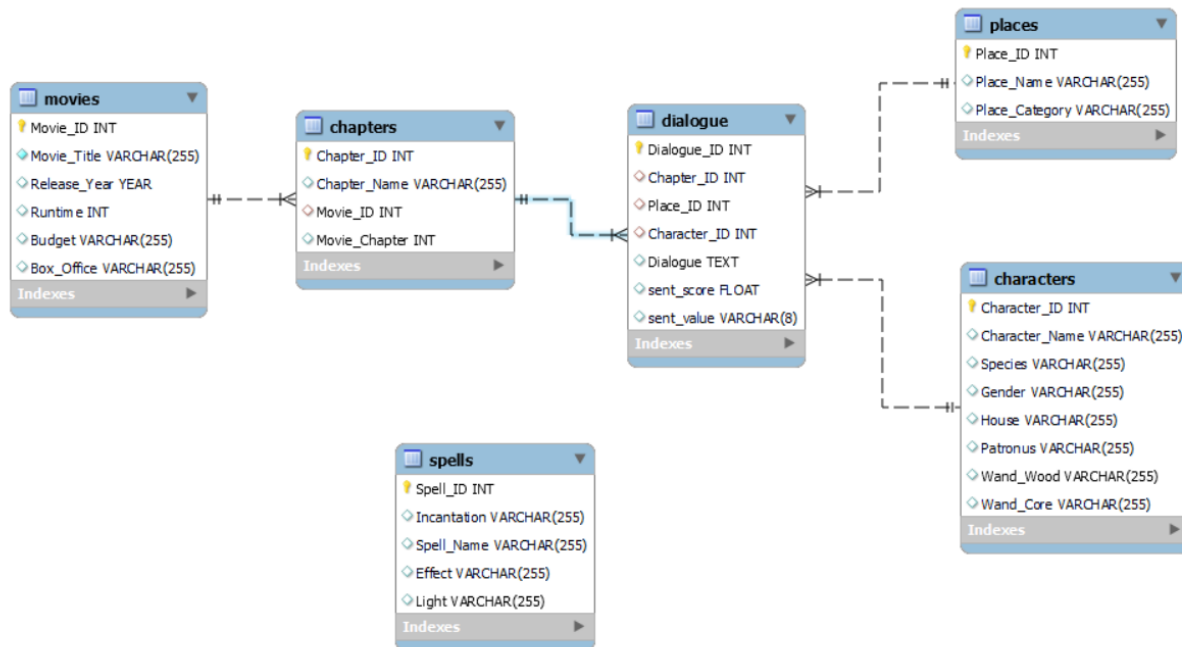 movies
Movie_ID INT
Movie_Title VARCHAR(255)
Release_Year YEAR
Runtime INT
Budget VARCHAR(255)
Box_Office VARCHAR(255)
Indexes
chapters
Chapter_ID INT
Chapter_Name VARCHAR(255)
Movie_ID INT
Movie_Chapter INT
Indexes
dialogue
Dialogue_ID INT
Chapter_ID INT
Place_ID INT
Character_ID INT
Dialogue TEXT
sent_score FLOAT
sent_value VARCHAR(8)
Indexes
places
Place_ID INT
Place_Name VARCHAR(255)
Place_Category VARCHAR(255)
Indexes
characters
Character_ID INT
Character_Name VARCHAR(255)
Species VARCHAR(255)
Gender VARCHAR(255)
House VARCHAR(255)
Patronus VARCHAR(255)
Wand_Wood VARCHAR(255)
Wand_Core VARCHAR(255)
Indexes
spells
Spell_ID INT
Incantation VARCHAR(255)
Spell_Name VARCHAR(255)
Effect VARCHAR(255)
Light VARCHAR(255)
Indexes